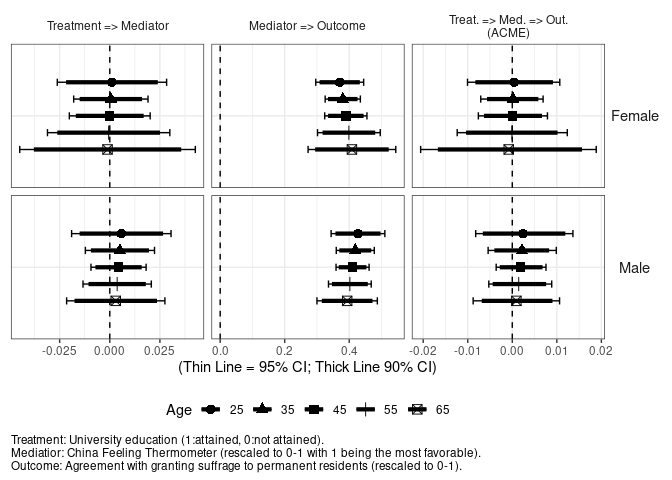 Treatment => Mediator
Mediator => Outcome
Treat. => Med. => Out.
(ACME)
Female
Male
-0.025 0.000 0.025
0.0 0.2 0.4
-0.02 -0.01 0.00 0.01 0.02
(Thin Line = 95% CI; Thick Line 90% CI)
Age 25 35 45 55 65
Treatment: University education (1:attained, 0:not attained).
Mediatior: China Feeling Thermometer (rescaled to 0-1 with 1 being the most favorable).
Outcome: Agreement with granting suffrage to permanent residents (rescaled to 0-1).